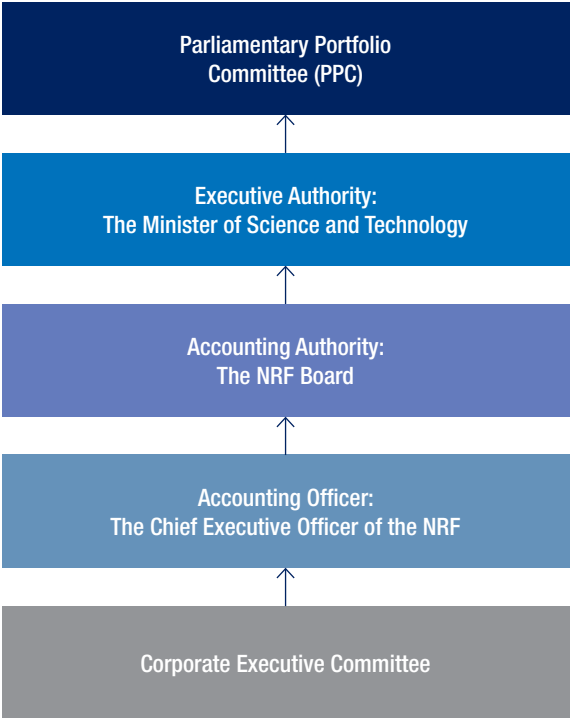 Parliamentary Portfolio
Committee (PPC)
Executive Authority:
The Minister of Science and Technology
Accounting Authority:
The NRF Board
Accounting Officer:
The Chief Executive Officer of the NRF
Corporate Executive Committee